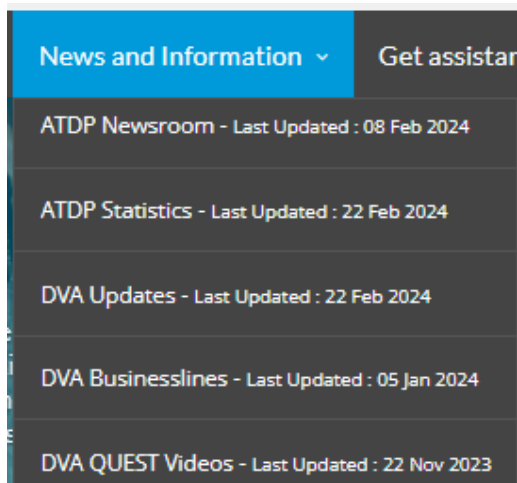 News and Information
Get assistan
ATDP Newsroom - Last Updated : 08 Feb 2024
ATDP Statistics - Last Updated : 22 Feb 2024
DVA Updates - Last Updated : 22 Feb 2024
DVA Businesslines - Last Updated : 05 Jan 2024
DVA QUEST Videos - Last Updated : 22 Nov 2023